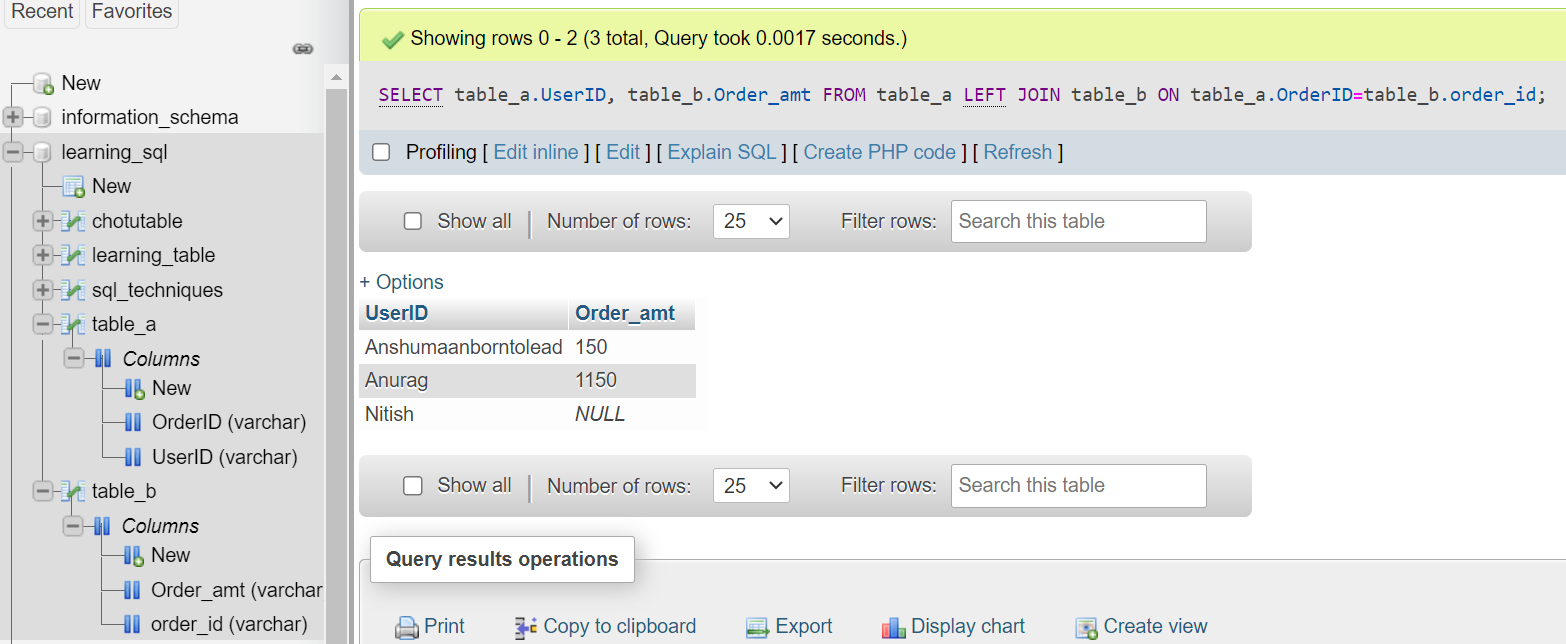 Recent Favorites
New
information_schema
learning_sql
New
chotutable
learning_table
sql_techniques
table_a
Columns
New
OrderID (varchar)
UserID (varchar)
table_b
Columns
New
Order_amt (varchar
order_id (varchar)
Showing rows 0 - 2 (3 total, Query took 0.0017 seconds.)
SELECT table_a.UserID, table_b.Order_amt FROM table_a LEFT JOIN table_b ON table_a.OrderID=table_b.order_id;
Profiling [ Edit inline ] [ Edit ] [ Explain SQL ] [ Create PHP code ] [ Refresh ]
Show all | Number of rows: 25 Filter rows: Search this table
+ Options
UserID Order_amt
Anshumaanborntolead 150
Anurag 1150
Nitish NULL
Show all | Number of rows: 25 Filter rows: Search this table
Query results operations
Print Copy to clipboard Export Display chart Create view